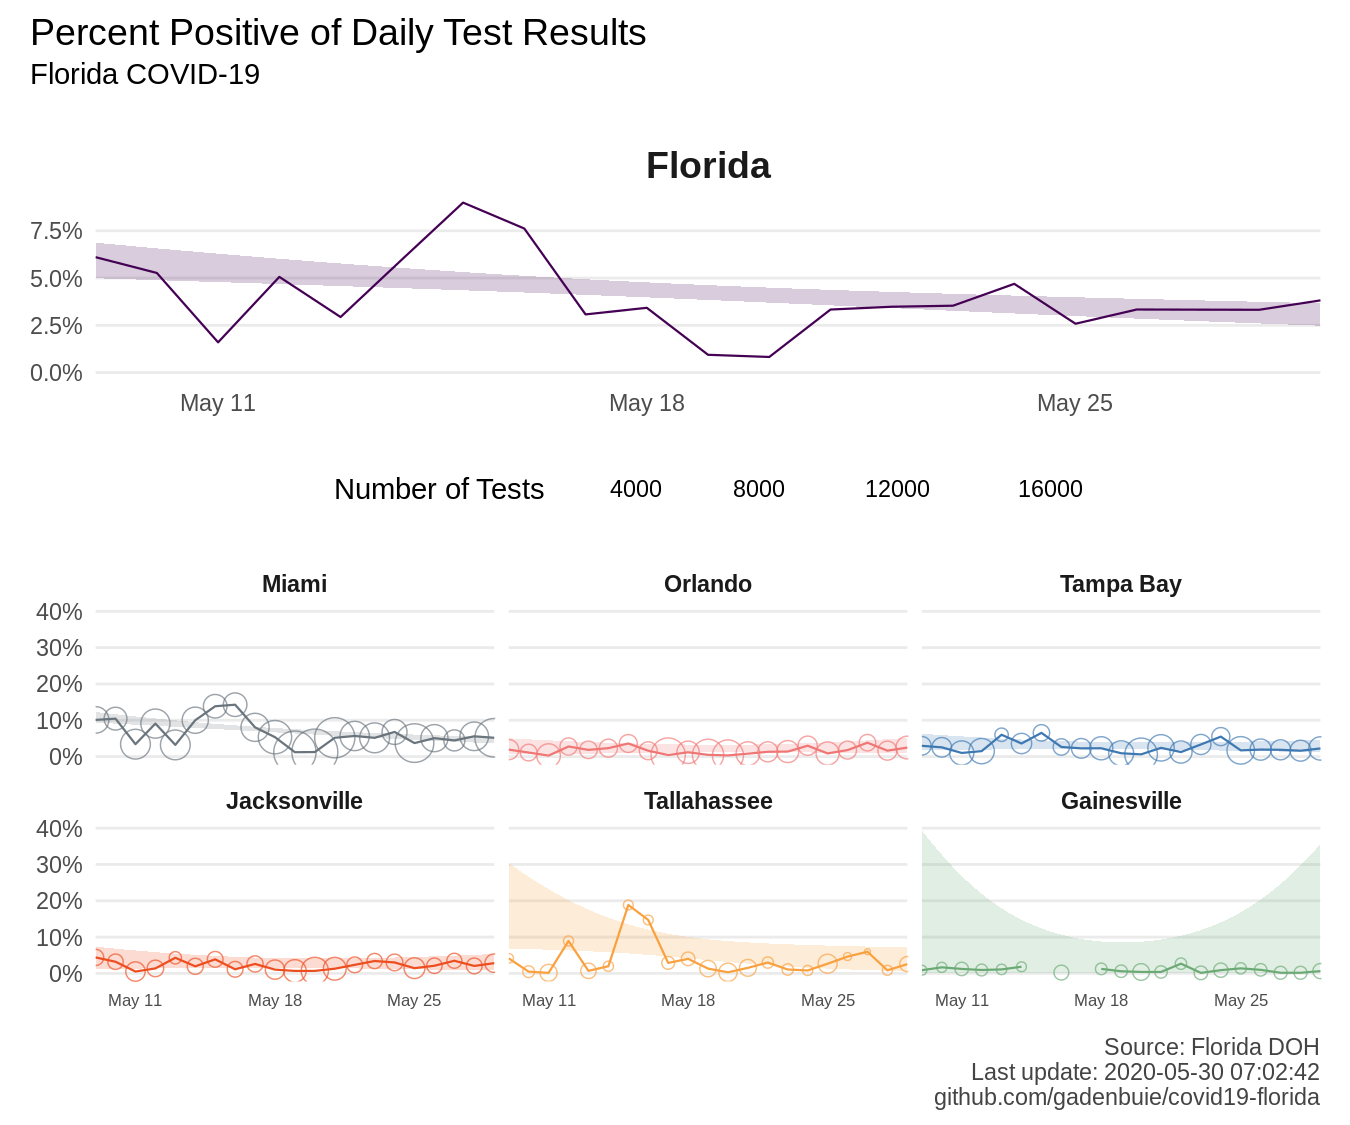 Percent Positive of Daily Test Results
Florida COVID-19
Florida
7.5%
5.0%
2.5%
0.0%
May 11 May 18 May 25
Number of Tests 4000 8000 12000 16000
Miami Orlando Tampa Bay
40%
30%
20%
10%
0%
Jacksonville Tallahassee Gainesville
40%
30%
20%
10%
0%
May 11 May 18 May 25 May 11 May 18 May 25 May 11 May 18 May 25
Source: Florida DOH
Last update: 2020-05-30 07:02:42
github.com/gadenbuie/covid19-florida